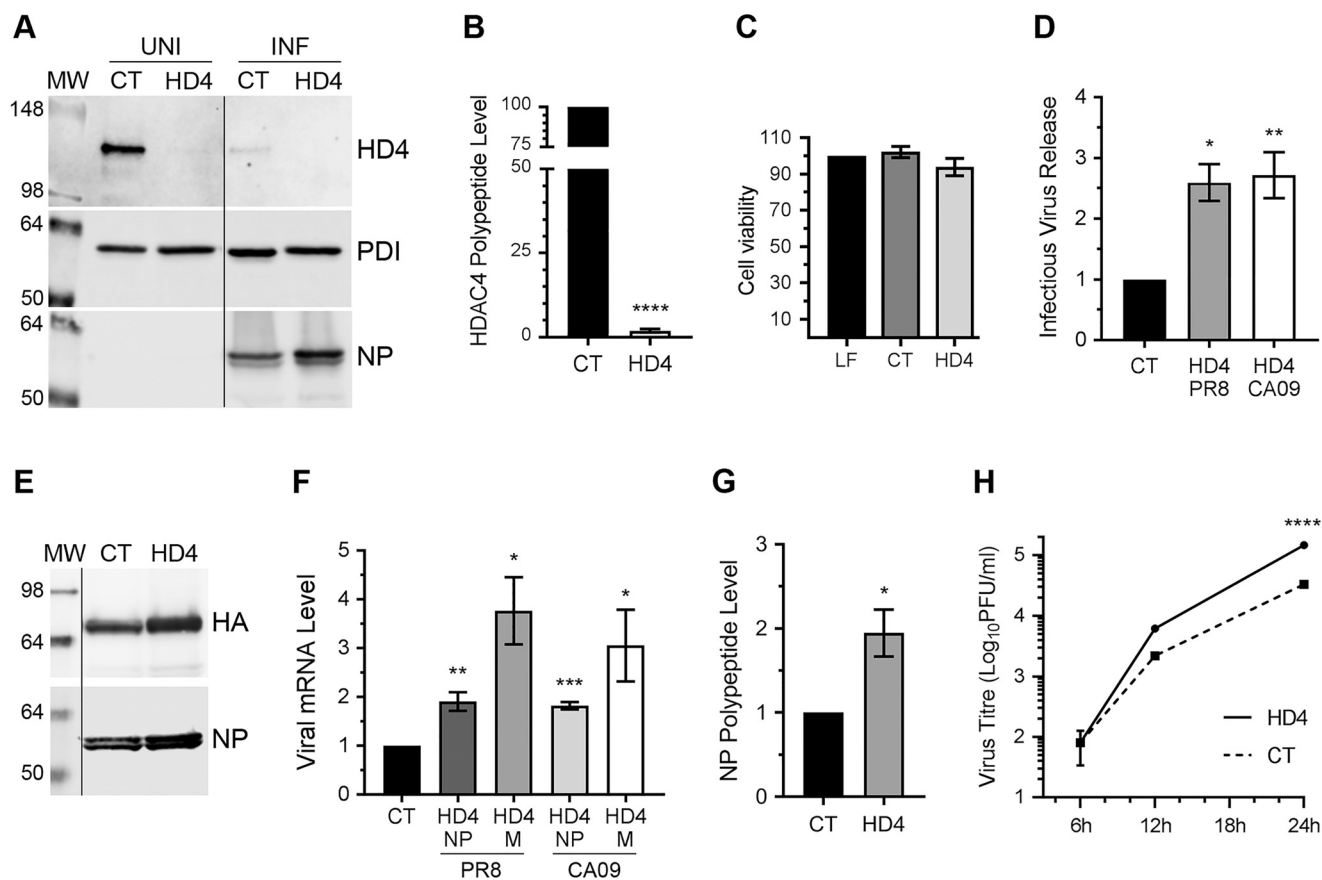 A
UNI INF
MW CT HD4 CT HD4
148
HD4
98
64
PDI
50
64
NP
50
B
HDAC4 Polypeptide Level
100
75
50
25
0
****
CT HD4
C
Cell viability
110
90
70
50
30
10
LF CT HD4
D
Infectious Virus Release
4
3
2
1
0
* **
CT HD4 HD4
PR8 CA09
E
MW CT HD4
98
HA
64
64
NP
50
F
Viral mRNA Level
5
4
3
2
1
0
** * *** *
CT HD4 HD4 HD4 HD4
NP M NP M
PR8 CA09
G
NP Polypeptide Level
3
2
1
0
*
CT HD4
H
Virus Titre (Log₁₀PFU/ml)
5
4
3
2
1
****
HD4
CT
6h 12h 18h 24h